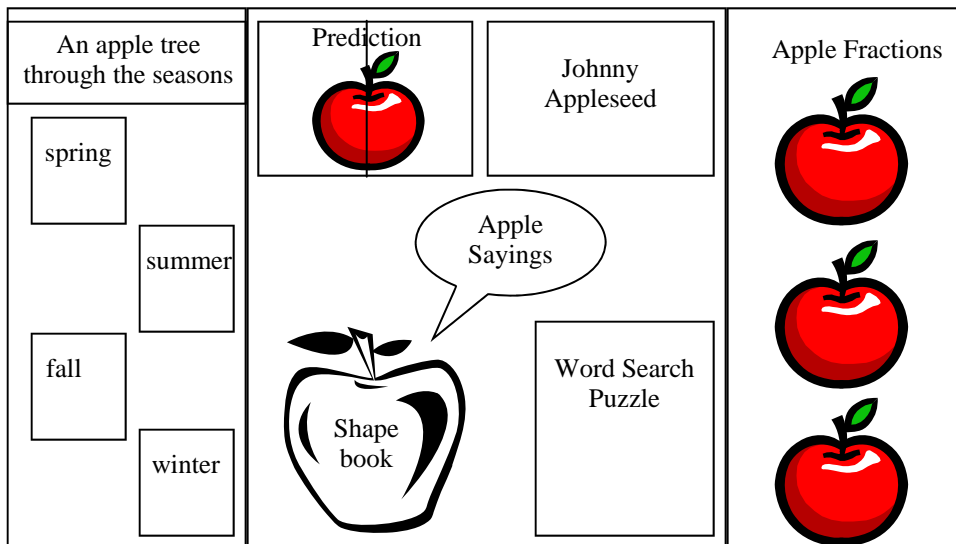 An apple tree
through the seasons
spring
summer
fall
winter
Prediction
Johnny
Appleseed
Apple
Sayings
Shape
book
Word Search
Puzzle
Apple Fractions